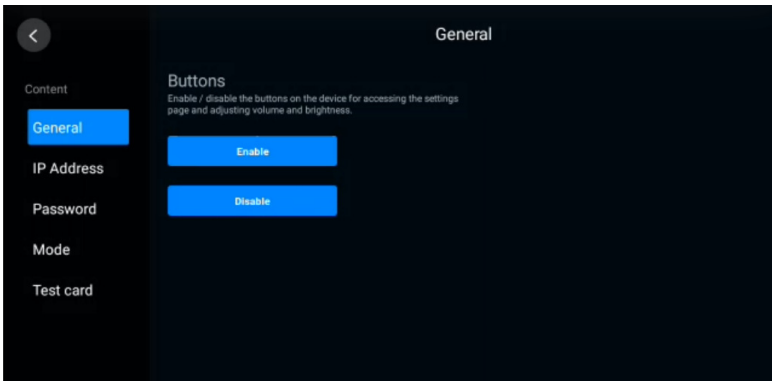 General
Content
General
IP Address
Password
Mode
Test card
Buttons
Enable / disable the buttons on the device for accessing the settings
page and adjusting volume and brightness.
Enable
Disable